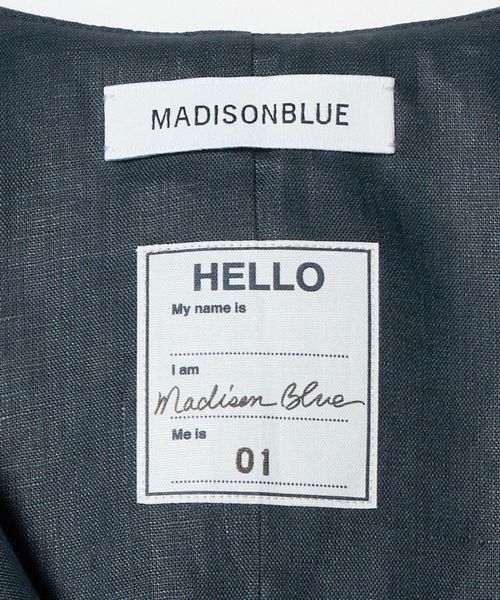 MADISONBLUE
HELLO
My name is
I am
Madison Blue
Me is
01